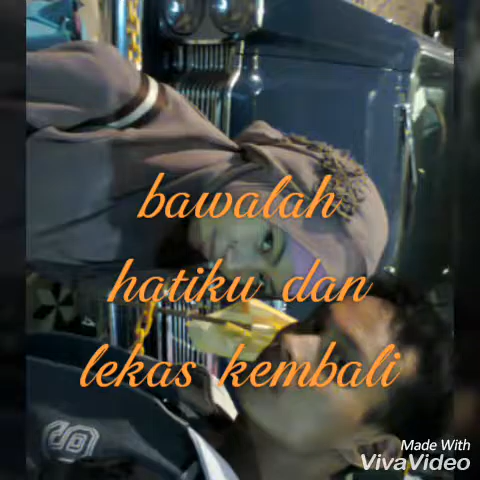 bawalah
hatiku dan
lekas kembali
Made With
VivaVideo